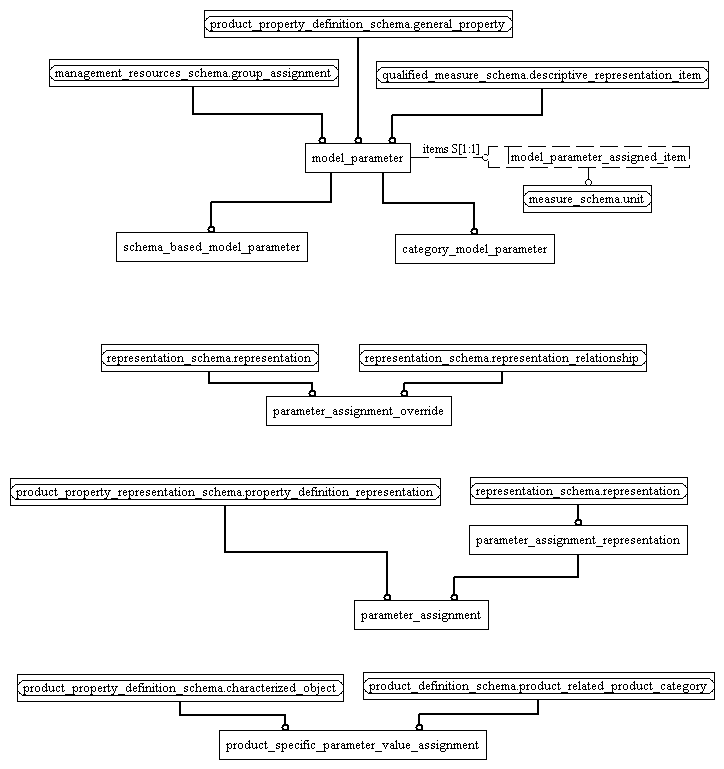 product_property_definition_schema.general_property
management_resources_schema.group_assignment
qualified_measure_schema.descriptive_representation_item
model_parameter
items S[1:1]
model_parameter_assigned_item
measure_schema.unit
schema_based_model_parameter
category_model_parameter
representation_schema.representation
representation_schema.representation_relationship
parameter_assignment_override
product_property_representation_schema.property_definition_representation
representation_schema.representation
parameter_assignment_representation
parameter_assignment
product_property_definition_schema.characterized_object
product_definition_schema.product_related_product_category
product_specific_parameter_value_assignment